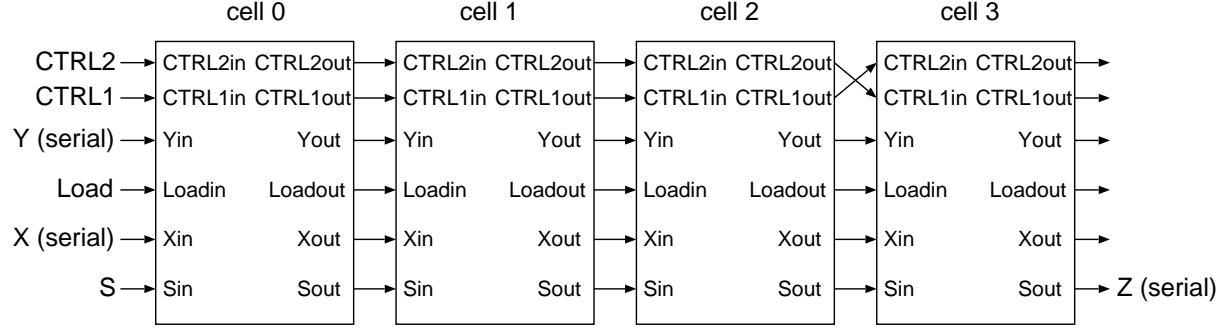 cell 0 cell 1 cell 2 cell 3
CTRL2 CTRL2in CTRL2out CTRL2in CTRL2out CTRL2in CTRL2out CTRL2in CTRL2out
CTRL1 CTRL1in CTRL1out CTRL1in CTRL1out CTRL1in CTRL1out CTRL1in CTRL1out
Y (serial) Yin Yout Yin Yout Yin Yout Yin Yout
Load Loadin Loadout Loadin Loadout Loadin Loadout Loadin Loadout
X (serial) Xin Xout Xin Xout Xin Xout Xin Xout
S Sin Sout Sin Sout Sin Sout Sin Sout Z (serial)